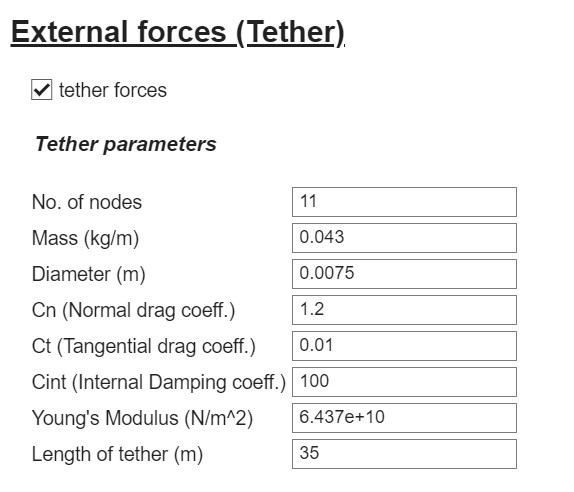 External forces (Tether)
tether forces
Tether parameters
No. of nodes 11
Mass (kg/m) 0.043
Diameter (m) 0.0075
Cn (Normal drag coeff.) 1.2
Ct (Tangential drag coeff.) 0.01
Cint (Internal Damping coeff.) 100
Young's Modulus (N/m^2) 6.437e+10
Length of tether (m) 35